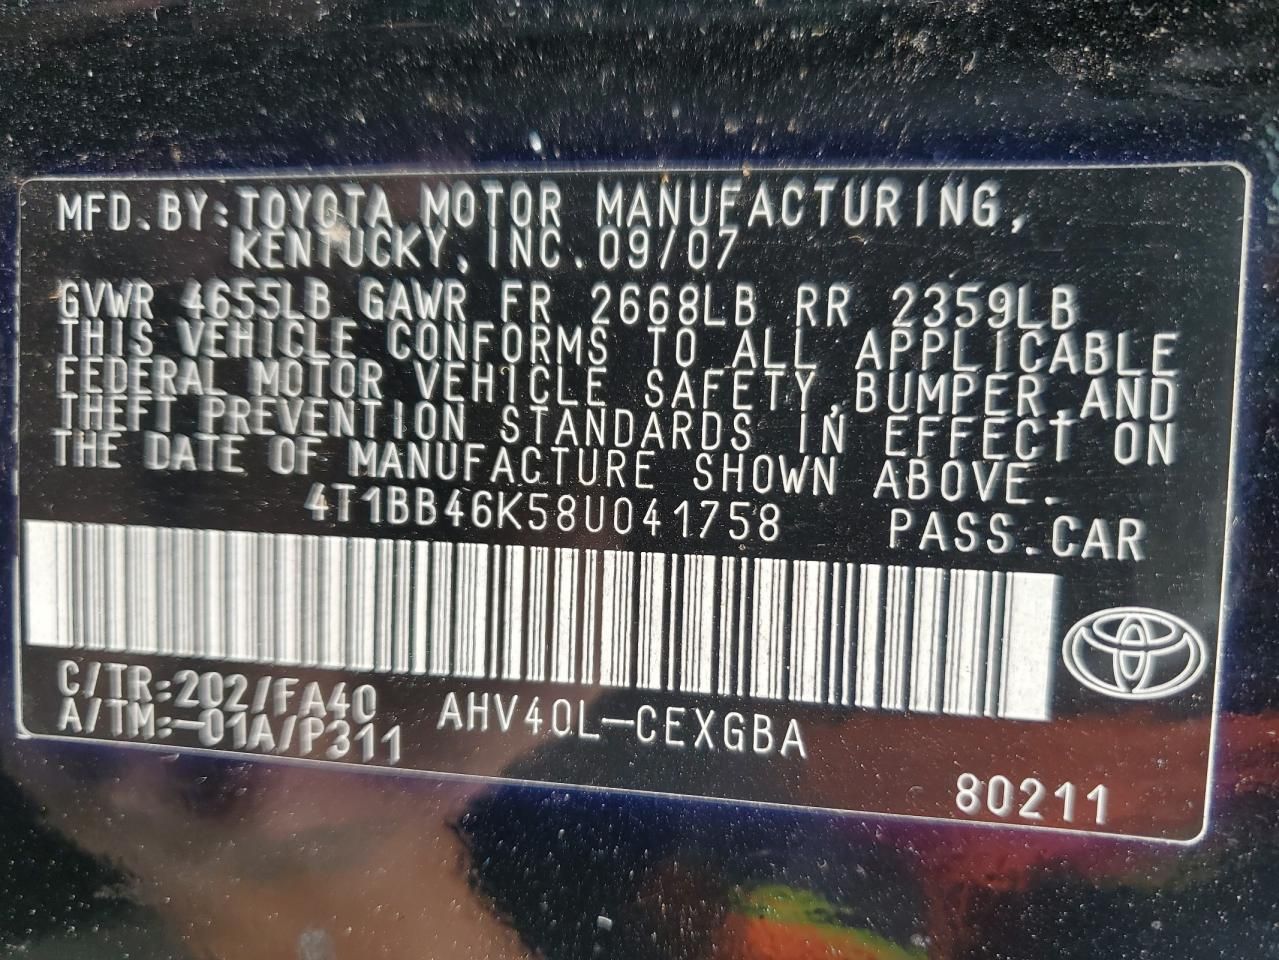 MFD.BY:TOYOTA MOTOR MANUFACTURING,
KENTUCKY,INC.09/07
GVWR 4655LB GAWR FR 2668LB RR 2359LB
THIS VEHICLE CONFORMS TO ALL APPLICABLE
FEDERAL MOTOR VEHICLE SAFETY,BUMPER,AND
THEFT PREVENTION STANDARDS IN EFFECT ON
THE DATE OF MANUFACTURE SHOWN ABOVE.
4T1BB46K58U041758 PASS.CAR
C/TR:202/FA40
A/TM:-01A/P311 AHV40L-CEXGBA
80211